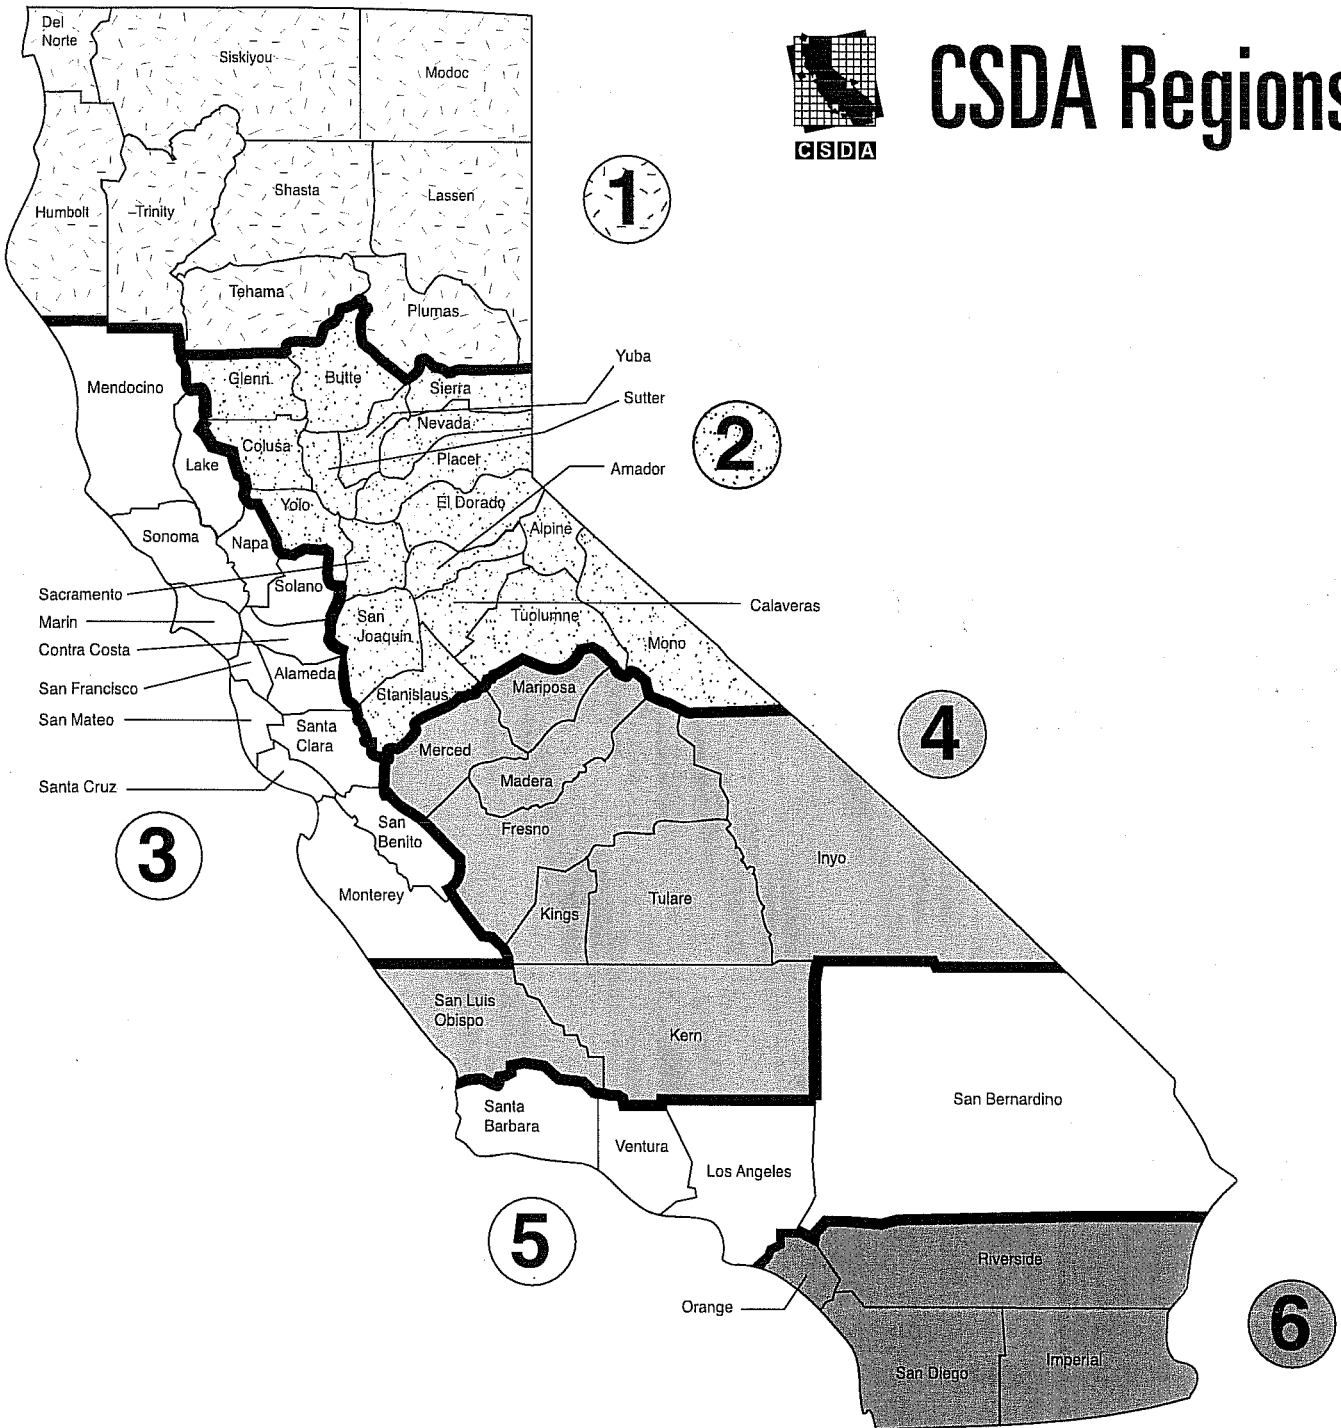 Del
Norte
Siskiyou
Modoc
CSDA Regions
CSDA
Humbolt
Trinity
Shasta
Lassen
1
Tehama
Plumas
Mendocino
Glenn
Butte
Sierra
Yuba
Sutter
Nevada
Colusa
Placer
2
Lake
Amador
Yolo
El Dorado
Sonoma
Napa
Alpine
Solano
Sacramento
Calaveras
San
Joaquin
Tuolumne
Marin
Mono
Contra Costa
Alameda
San Francisco
Stanislaus
Mariposa
San Mateo
Santa
Clara
Merced
4
Santa Cruz
Madera
San
Benito
Fresno
3
Inyo
Monterey
Kings
Tulare
San Luis
Obispo
Kern
Santa
Barbara
San Bernardino
Ventura
Los Angeles
5
Riverside
Orange
6
San Diego
Imperial